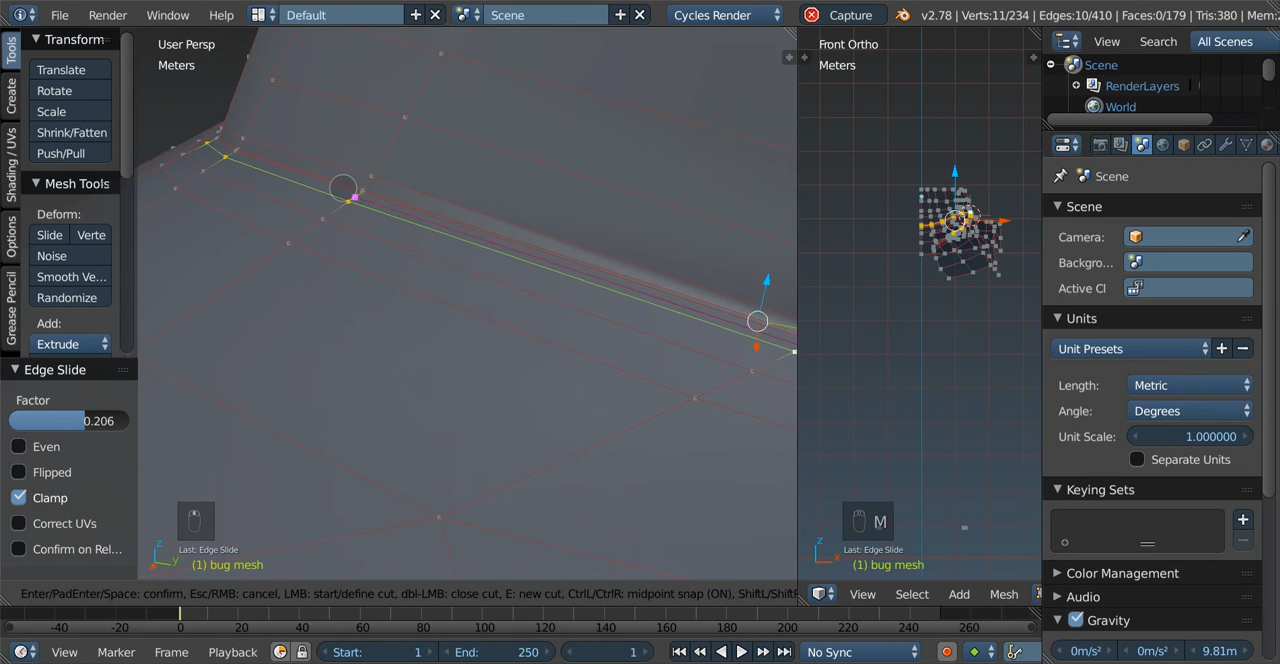 File Render Window Help Default Scene Cycles Render Capture v2.78 | Verts:11/234 | Edges:10/410 | Faces:0/179 | Tris:380 | Mem:2
Tools
Create
Shading / UVs
Options
Grease Pencil
Transform
Translate
Rotate
Scale
Shrink/Fatten
Push/Pull
Mesh Tools
Deform:
Slide Verte
Noise
Smooth Ve...
Randomize
Add:
Extrude
Edge Slide
Factor
0.206
Even
Flipped
Clamp
Correct UVs
Confirm on Rel...
User Persp
Meters
Last: Edge Slide
(1) bug mesh
z
y
Enter/PadEnter/Space: confirm, Esc/RMB: cancel, LMB: start/define cut, dbl-LMB: close cut, E: new cut, CtrlL/CtrlR: midpoint snap (ON), ShiftL/ShiftR
Front Ortho
Meters
M
Last: Edge Slide
(1) bug mesh
z
x
View Select Add Mesh
View Search All Scenes
Scene
RenderLayers
World
Scene
Scene
Camera:
Backgro...
Active Cl
Units
Unit Presets
Length: Metric
Angle: Degrees
Unit Scale: 1.000000
Separate Units
Keying Sets
Color Management
Audio
Gravity
0m/s² 0m/s² 9.81m
-40 -20 0 20 40 60 80 100 120 140 160 180 200 220 260
View Marker Frame Playback Start: 1 End: 250 1 No Sync